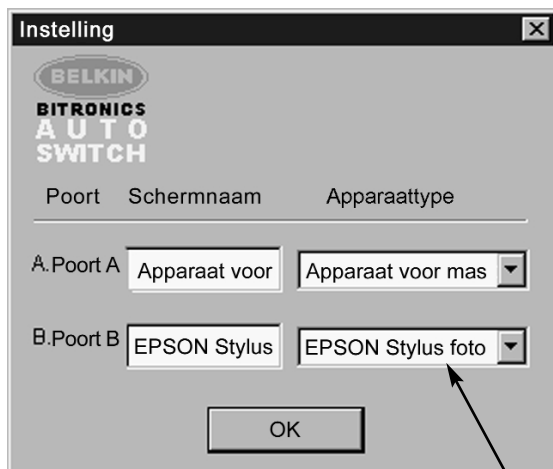 Instelling
BELKIN
BITRONICS
AUTO
SWITCH
Poort Schermnaam Apparaattype
A.Poort A Apparaat voor Apparaat voor mas
B.Poort B EPSON Stylus EPSON Stylus foto
OK